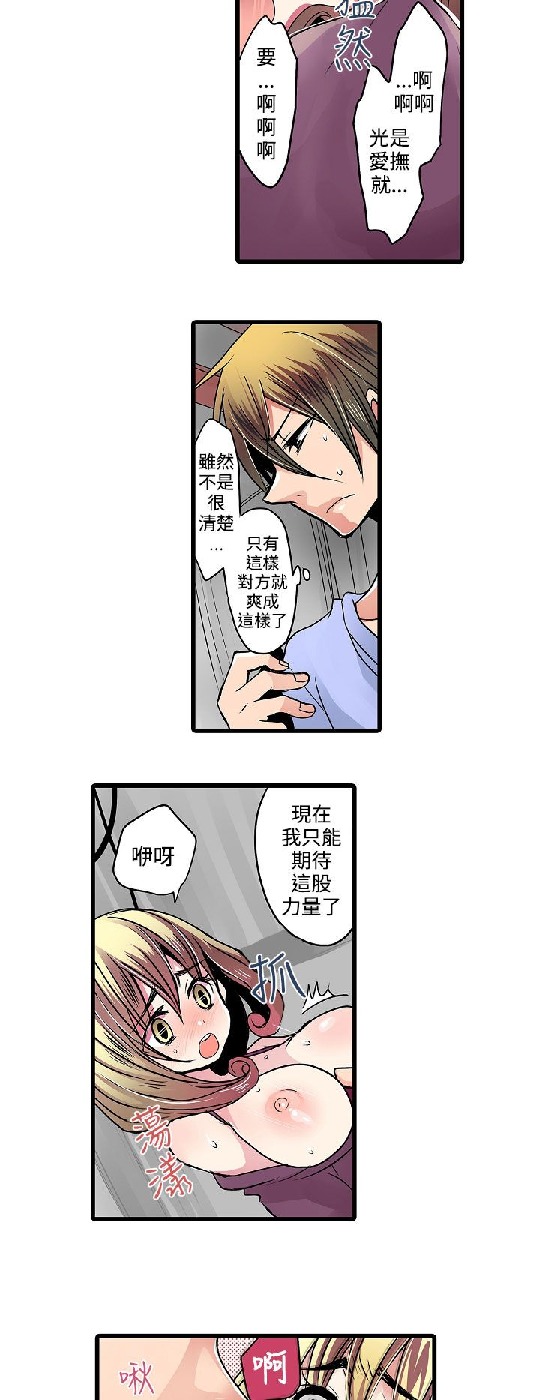 猛然
…啊
啊啊
光是
愛撫
就…
要
…
啊
啊
啊
雖然
不是
很
清楚
…
只有
這樣
對方就
爽成
這樣了
現在
我只能
期待
這股
力量了
咿呀
抓
蕩漾
啊
啾